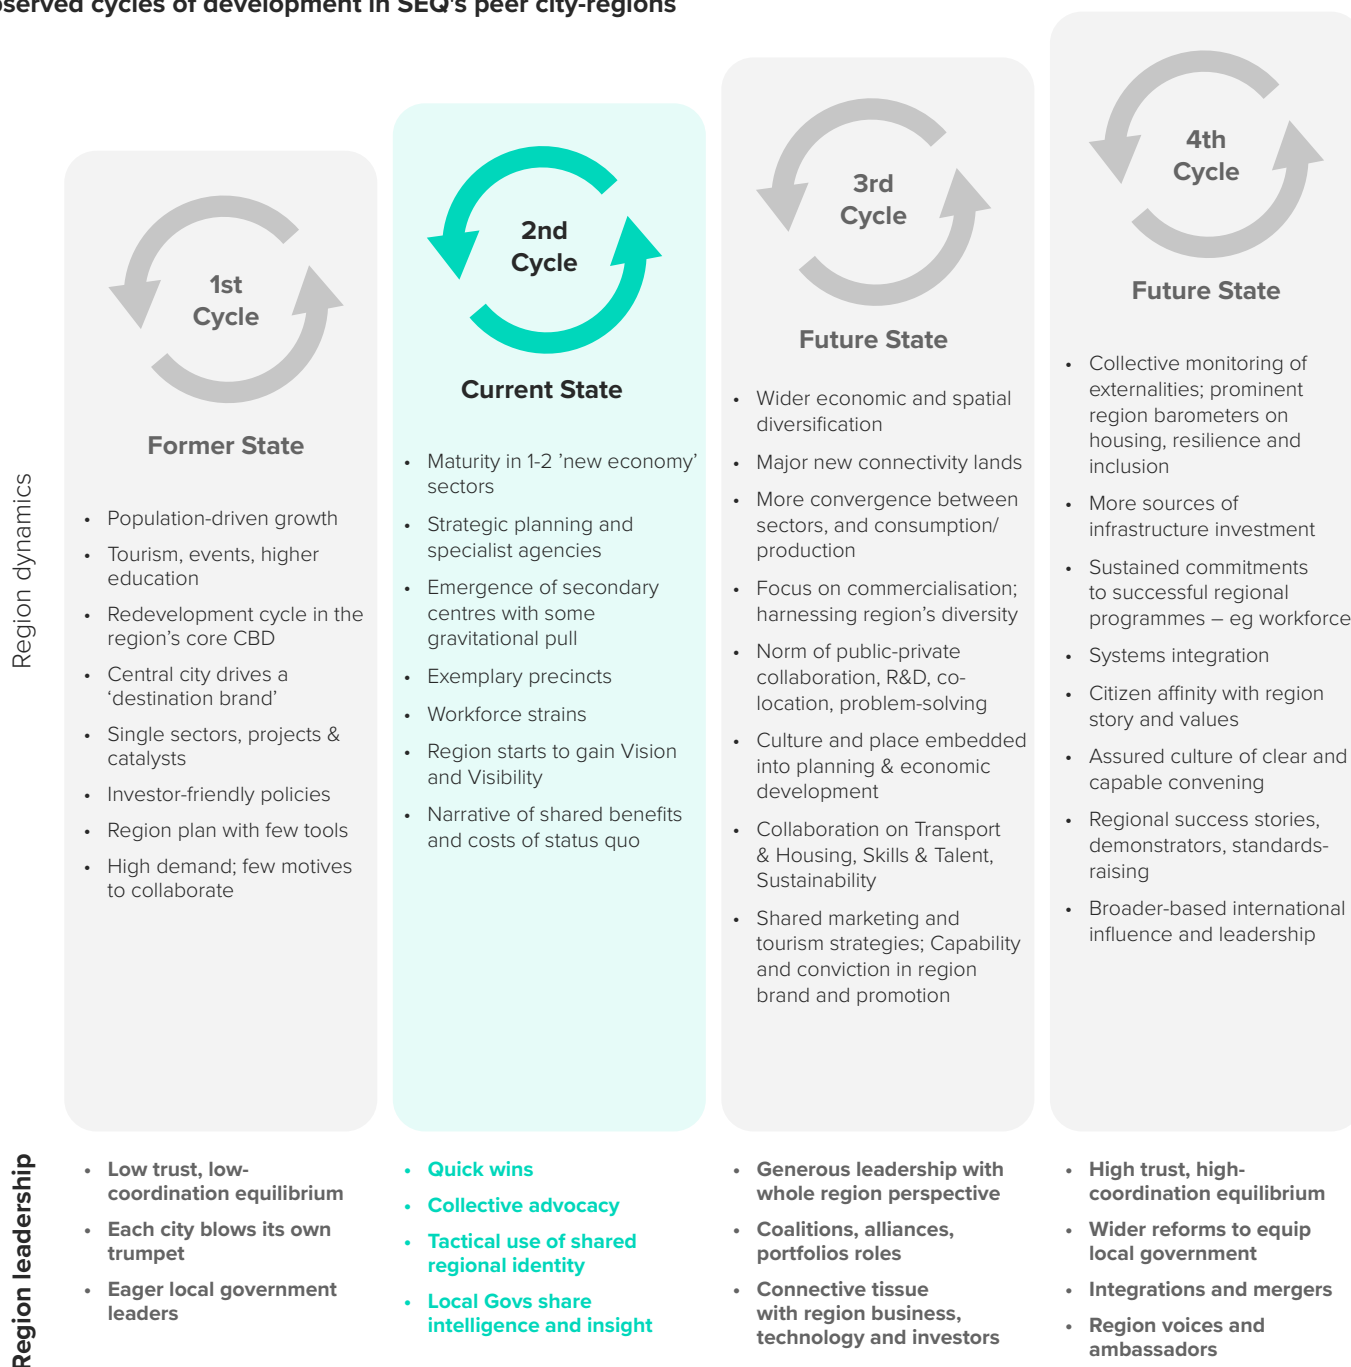 observed cycles of development in SEQ's peer city-regions
1st
Cycle
Former State
Region dynamics
• Population-driven growth
• Tourism, events, higher
education
• Redevelopment cycle in the
region's core CBD
• Central city drives a
'destination brand'
• Single sectors, projects &
catalysts
• Investor-friendly policies
• Region plan with few tools
• High demand; few motives
to collaborate
2nd
Cycle
Current State
• Maturity in 1-2 'new economy'
sectors
• Strategic planning and
specialist agencies
• Emergence of secondary
centres with some
gravitational pull
• Exemplary precincts
• Workforce strains
• Region starts to gain Vision
and Visibility
• Narrative of shared benefits
and costs of status quo
3rd
Cycle
Future State
• Wider economic and spatial
diversification
• Major new connectivity lands
• More convergence between
sectors, and consumption/
production
• Focus on commercialisation;
harnessing region's diversity
• Norm of public-private
collaboration, R&D, co-
location, problem-solving
• Culture and place embedded
into planning & economic
development
• Collaboration on Transport
& Housing, Skills & Talent,
Sustainability
• Shared marketing and
tourism strategies; Capability
and conviction in region
brand and promotion
4th
Cycle
Future State
• Collective monitoring of
externalities; prominent
region barometers on
housing, resilience and
inclusion
• More sources of
infrastructure investment
• Sustained commitments
to successful regional
programmes – eg workforce
• Systems integration
• Citizen affinity with region
story and values
• Assured culture of clear and
capable convening
• Regional success stories,
demonstrators, standards-
raising
• Broader-based international
influence and leadership
Region leadership
• Low trust, low-
coordination equilibrium
• Each city blows its own
trumpet
• Eager local government
leaders
• Quick wins
• Collective advocacy
• Tactical use of shared
regional identity
• Local Govs share
intelligence and insight
• Generous leadership with
whole region perspective
• Coalitions, alliances,
portfolios roles
• Connective tissue
with region business,
technology and investors
• High trust, high-
coordination equilibrium
• Wider reforms to equip
local government
• Integrations and mergers
• Region voices and
ambassadors